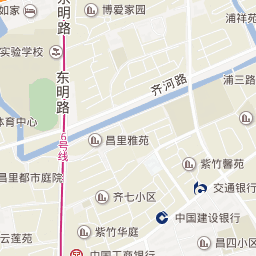 如家
博爱家园
东明路
浦祥苑
实验学校
东明路
齐河路
浦三路
体育中心
6号线
昌里雅苑
紫竹馨苑
昌里都市庭院
交通银行
齐七小区
中国建设银行
紫竹华庭
云莲苑
中国工商银行
昌四小区